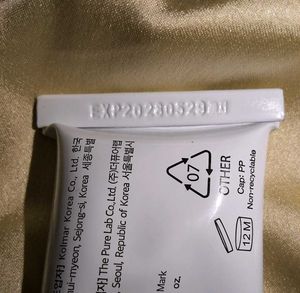 EXP20280529
Kolmar Korea Co., Ltd. 한국
Sejong-si, Korea 세종특별
The Pure Lab Co.,Ltd. (주)더퓨어랩
Seoul, Republic of Korea 서울특별시
Mark
oz.
07
OTHER
Cap: PP
Non-recyclable
12 M